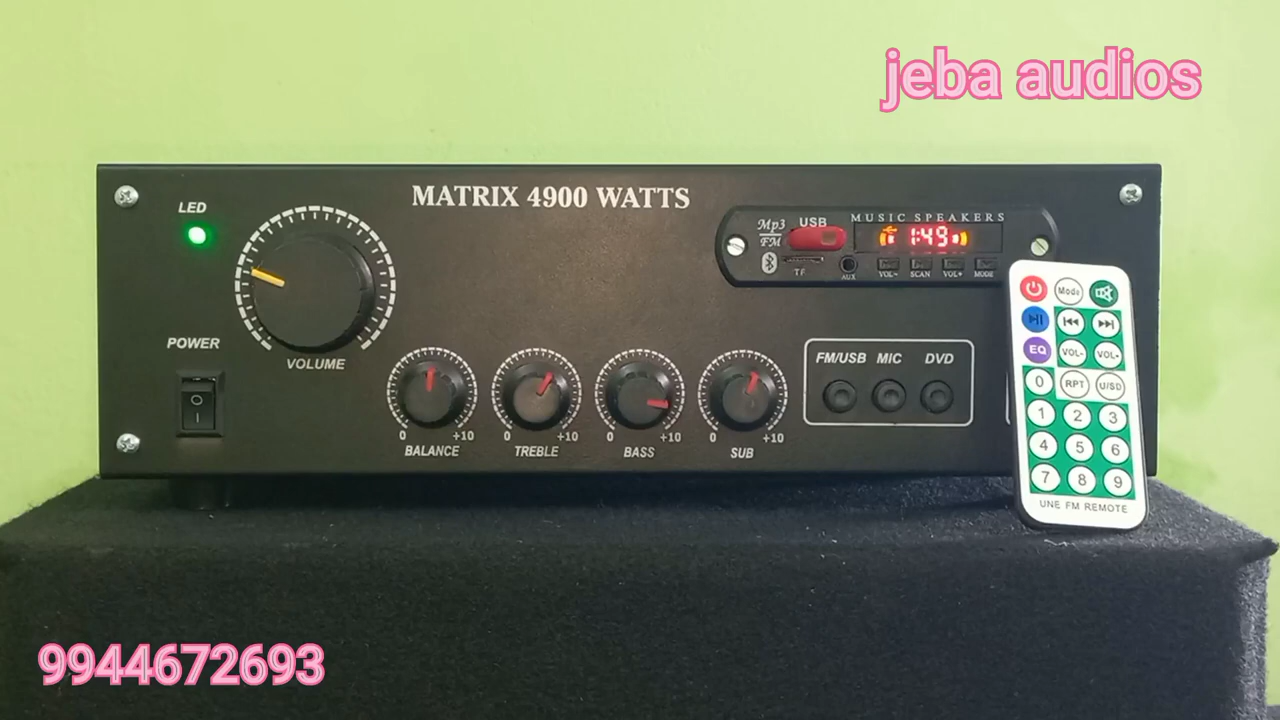 jeba audios
MATRIX 4900 WATTS
LED
MUSIC SPEAKERS
Mp3
FM
USB
1:49
TF
AUX
VOL-
SCAN
VOL+
MODE
VOLUME
POWER
O
I
FM/USB MIC DVD
0 +10
BALANCE
0 +10
TREBLE
0 +10
BASS
0 +10
SUB
Mode
EQ
VOL-
VOL+
0
RPT
U/SD
1 2 3
4 5 6
7 8 9
UNE FM REMOTE
9944672693